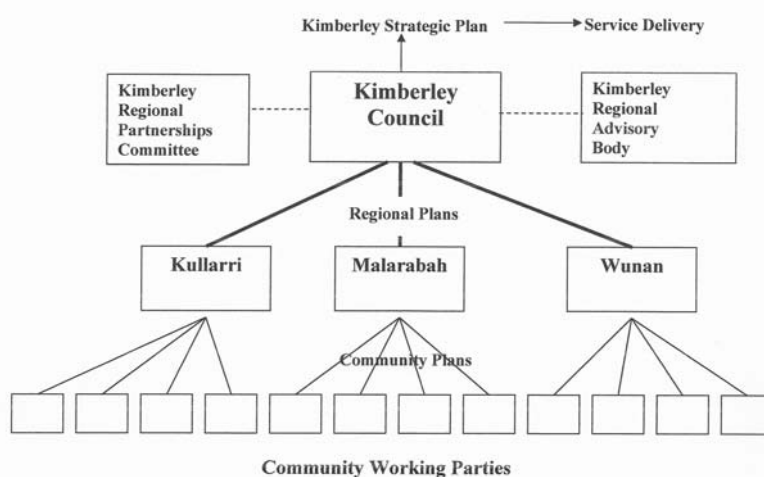 Kimberley Strategic Plan
Service Delivery
Kimberley
Regional
Partnerships
Committee
Kimberley
Council
Kimberley
Regional
Advisory
Body
Regional Plans
Kullarri
Malarabah
Wunan
Community Plans
Community Working Parties